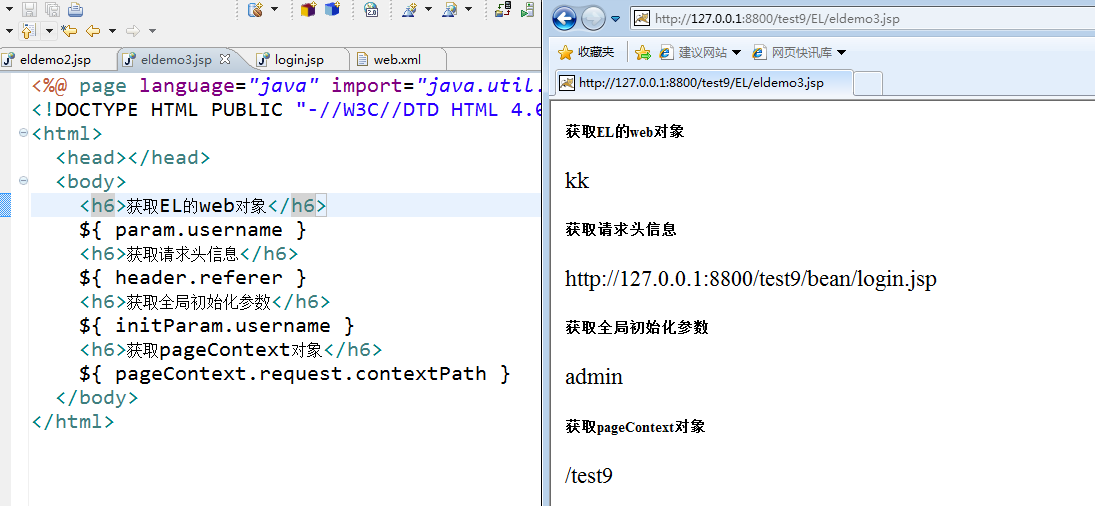 eldemo2.jsp eldemo3.jsp login.jsp web.xml
<%@ page language="java" import="java.util.
<!DOCTYPE HTML PUBLIC "-//W3C//DTD HTML 4.0
<html>
<head></head>
<body>
<h6>获取EL的web对象</h6>
${ param.username }
<h6>获取请求头信息</h6>
${ header.referer }
<h6>获取全局初始化参数</h6>
${ initParam.username }
<h6>获取pageContext对象</h6>
${ pageContext.request.contextPath }
</body>
</html>
http://127.0.0.1:8800/test9/EL/eldemo3.jsp
收藏夹 建议网站 网页快讯库
http://127.0.0.1:8800/test9/EL/eldemo3.jsp
获取EL的web对象
kk
获取请求头信息
http://127.0.0.1:8800/test9/bean/login.jsp
获取全局初始化参数
admin
获取pageContext对象
/test9